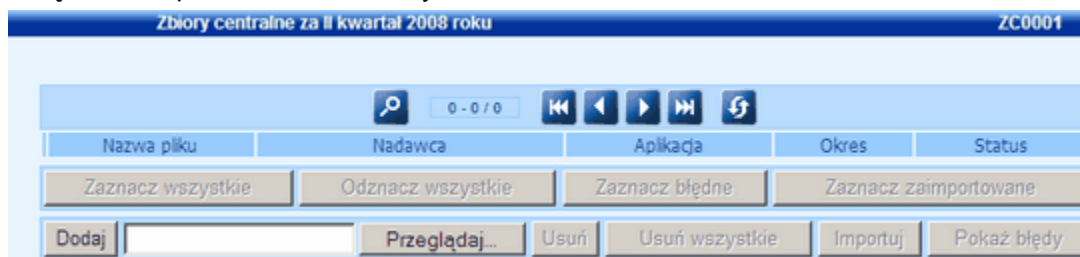 Zbiory centralne za II kwartał 2008 roku ZC0001
0 - 0 / 0
Nazwa pliku Nadawca Aplikacja Okres Status
Zaznacz wszystkie Odznacz wszystkie Zaznacz błędne Zaznacz zaimportowane
Dodaj Przeglądaj... Usuń Usuń wszystkie Importuj Pokaż błędy